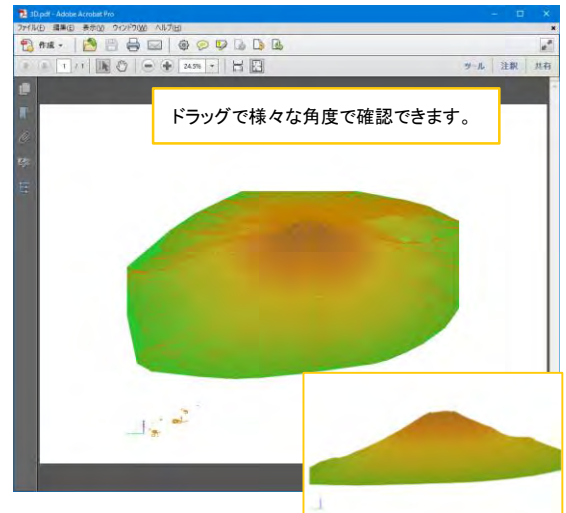 3D.pdf - Adobe Acrobat Pro
ファイル(F) 編集(E) 表示(V) ウィンドウ(W) ヘルプ(H)
作成
1 / 1 24.5% ツール 注釈 共有
ドラッグで様々な角度で確認できます。